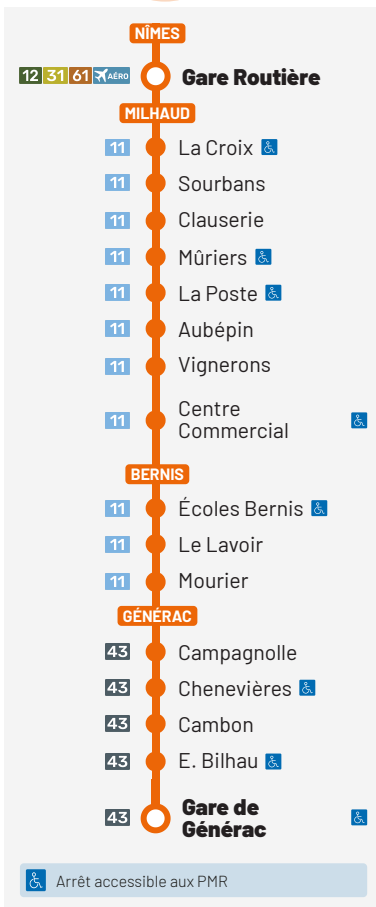 NÎMES
12 31 61 AÉRO Gare Routière
MILHAUD
11 La Croix
11 Sourbans
11 Clauserie
11 Mûriers
11 La Poste
11 Aubépin
11 Vignerons
11 Centre
Commercial
BERNIS
11 Écoles Bernis
11 Le Lavoir
11 Mourier
GÉNÉRAC
43 Campagnolle
43 Chenevières
43 Cambon
43 E. Bilhau
43 Gare de
Générac
Arrêt accessible aux PMR